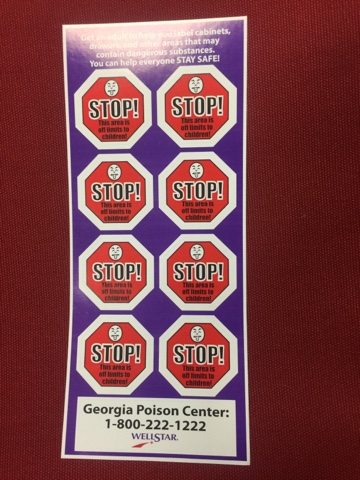 Get an adult to help you label cabinets,
drawers and other areas that may
contain dangerous substances.
You can help everyone STAY SAFE!
STOP!
This area is
off limits to
children!
STOP!
This area is
off limits to
children!
STOP!
This area is
off limits to
children!
STOP!
This area is
off limits to
children!
STOP!
This area is
off limits to
children!
STOP!
This area is
off limits to
children!
STOP!
This area is
off limits to
children!
STOP!
This area is
off limits to
children!
Georgia Poison Center:
1-800-222-1222
WELLSTAR.